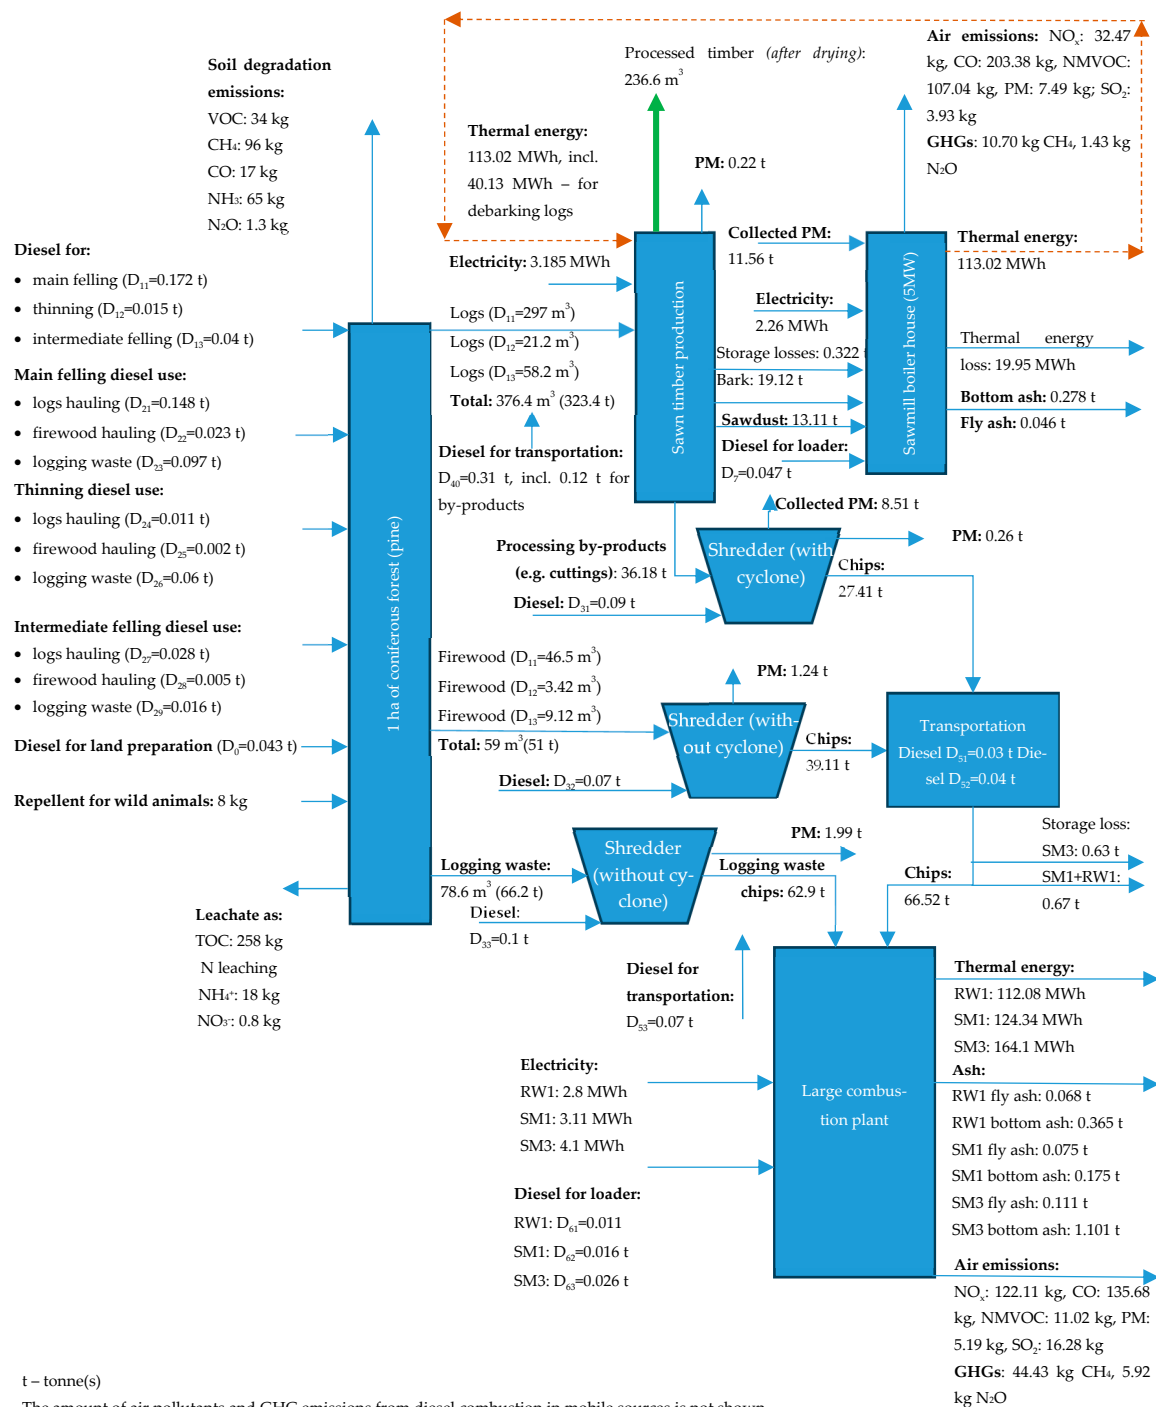 Soil degradation
emissions:
VOC: 34 kg
CH₄: 96 kg
CO: 17 kg
NH₃: 65 kg
N₂O: 1.3 kg
Processed timber (after drying):
236.6 m³
Air emissions: NOₓ: 32.47
kg, CO: 203.38 kg, NMVOC:
107.04 kg, PM: 7.49 kg; SO₂:
3.93 kg
GHGs: 10.70 kg CH₄, 1.43 kg
N₂O
Thermal energy:
113.02 MWh, incl.
40.13 MWh – for
debarking logs
PM: 0.22 t
Diesel for:
• main felling (D₁₁=0.172 t)
• thinning (D₁₂=0.015 t)
• intermediate felling (D₁₃=0.04 t)
Main felling diesel use:
• logs hauling (D₂₁=0.148 t)
• firewood hauling (D₂₂=0.023 t)
• logging waste (D₂₃=0.097 t)
Thinning diesel use:
• logs hauling (D₂₄=0.011 t)
• firewood hauling (D₂₅=0.002 t)
• logging waste (D₂₆=0.06 t)
Intermediate felling diesel use:
• logs hauling (D₂₇=0.028 t)
• firewood hauling (D₂₈=0.005 t)
• logging waste (D₂₉=0.016 t)
Diesel for land preparation (D₀=0.043 t)
Repellent for wild animals: 8 kg
Leachate as:
TOC: 258 kg
N leaching
NH₄⁺: 18 kg
NO₃⁻: 0.8 kg
1 ha of coniferous forest (pine)
Electricity: 3.185 MWh
Logs (D₁₁=297 m³)
Logs (D₁₂=21.2 m³)
Logs (D₁₃=58.2 m³)
Total: 376.4 m³ (323.4 t)
Diesel for transportation:
D₄₀=0.31 t, incl. 0.12 t for
by-products
Sawn timber production
Collected PM:
11.56 t
Electricity:
2.26 MWh
Storage losses: 0.322 t
Bark: 19.12 t
Sawdust: 13.11 t
Diesel for loader:
D₇=0.047 t
Sawmill boiler house (5MW)
Thermal energy:
113.02 MWh
Thermal energy
loss: 19.95 MWh
Bottom ash: 0.278 t
Fly ash: 0.046 t
Collected PM: 8.51 t
PM: 0.26 t
Processing by-products
(e.g. cuttings): 36.18 t
Diesel: D₃₁=0.09 t
Shredder (with
cyclone)
Chips:
27.41 t
Firewood (D₁₁=46.5 m³)
Firewood (D₁₂=3.42 m³)
Firewood (D₁₃=9.12 m³)
Total: 59 m³(51 t)
Diesel: D₃₂=0.07 t
PM: 1.24 t
Shredder (with-
out cyclone)
Chips:
39.11 t
Transportation
Diesel D₅₁=0.03 t Die-
sel D₅₂=0.04 t
Logging waste:
78.6 m³ (66.2 t)
Diesel:
D₃₃=0.1 t
Shredder
(without cy-
clone)
PM: 1.99 t
Logging waste
chips: 62.9 t
Chips:
66.52 t
Storage loss:
SM3: 0.63 t
SM1+RW1:
0.67 t
Diesel for
transportation:
D₅₃=0.07 t
Electricity:
RW1: 2.8 MWh
SM1: 3.11 MWh
SM3: 4.1 MWh
Diesel for loader:
RW1: D₆₁=0.011
SM1: D₆₂=0.016 t
SM3: D₆₃=0.026 t
Large combus-
tion plant
Thermal energy:
RW1: 112.08 MWh
SM1: 124.34 MWh
SM3: 164.1 MWh
Ash:
RW1 fly ash: 0.068 t
RW1 bottom ash: 0.365 t
SM1 fly ash: 0.075 t
SM1 bottom ash: 0.175 t
SM3 fly ash: 0.111 t
SM3 bottom ash: 1.101 t
Air emissions:
NOₓ: 122.11 kg, CO: 135.68
kg, NMVOC: 11.02 kg, PM:
5.19 kg, SO₂: 16.28 kg
GHGs: 44.43 kg CH₄, 5.92
kg N₂O
t – tonne(s)
The amount of air pollutants and GHG emissions from diesel combustion in mobile sources is not shown